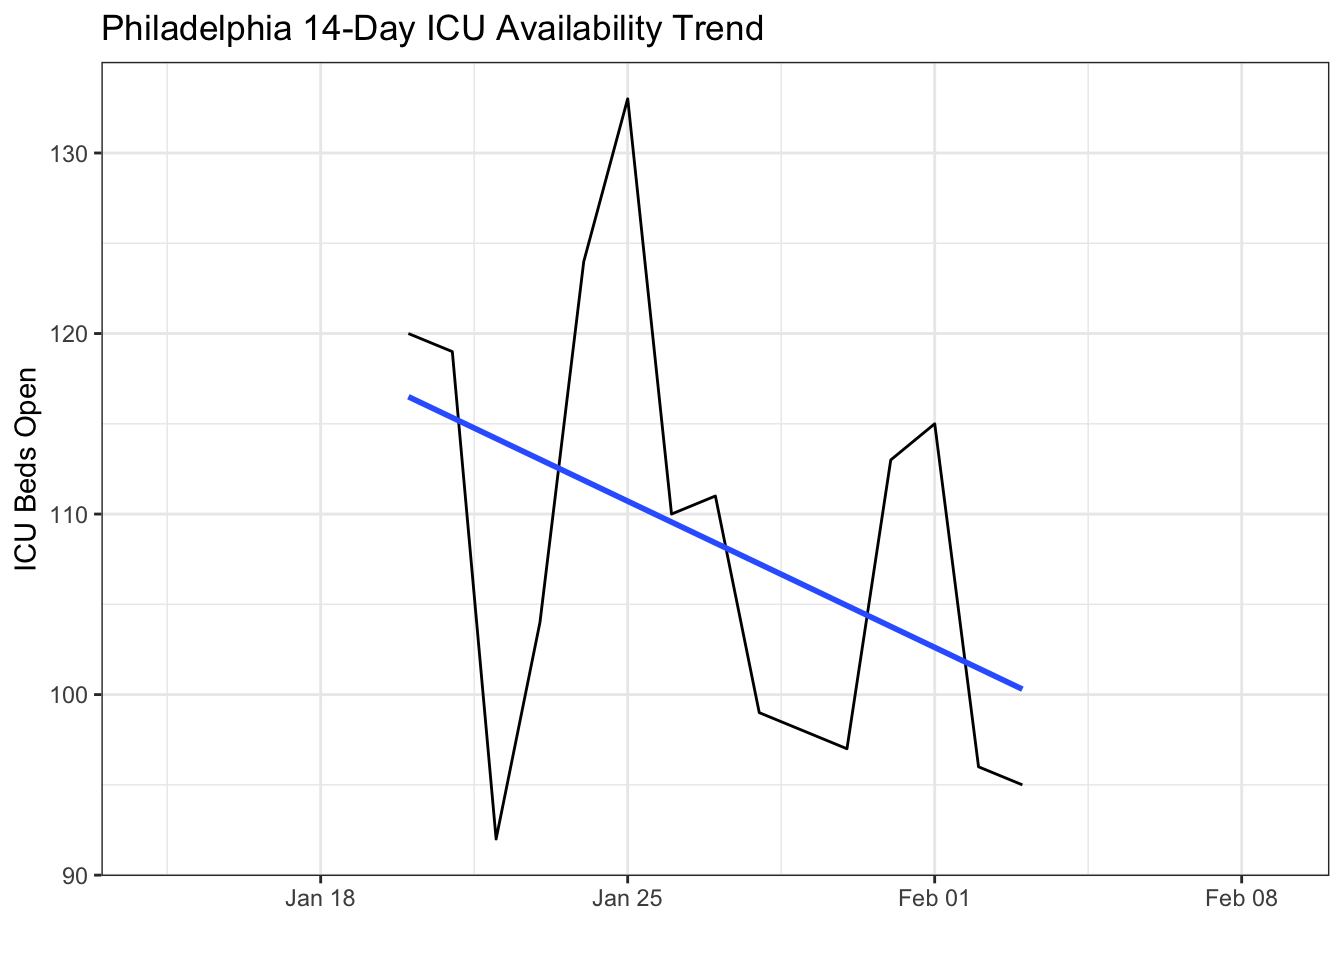 Philadelphia 14-Day ICU Availability Trend
130
120
110
100
90
ICU Beds Open
Jan 18
Jan 25
Feb 01
Feb 08